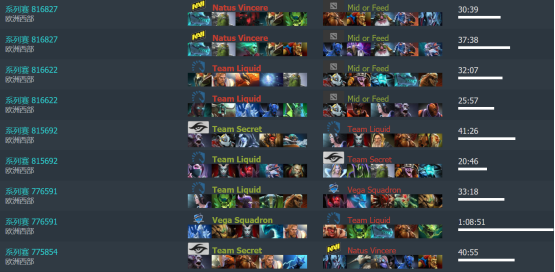 系列赛 816827
欧洲西部
Natus Vincere
Mid or Feed
30:39
系列赛 816827
欧洲西部
Natus Vincere
Mid or Feed
37:38
系列赛 816622
欧洲西部
Team Liquid
Mid or Feed
32:07
系列赛 816622
欧洲西部
Team Liquid
Mid or Feed
25:57
系列赛 815692
欧洲西部
Team Secret
Team Liquid
41:26
系列赛 815692
欧洲西部
Team Liquid
Team Secret
20:46
系列赛 776591
欧洲西部
Team Liquid
Vega Squadron
33:18
系列赛 776591
欧洲西部
Vega Squadron
Team Liquid
1:08:51
系列赛 775854
欧洲西部
Team Secret
Natus Vincere
40:55